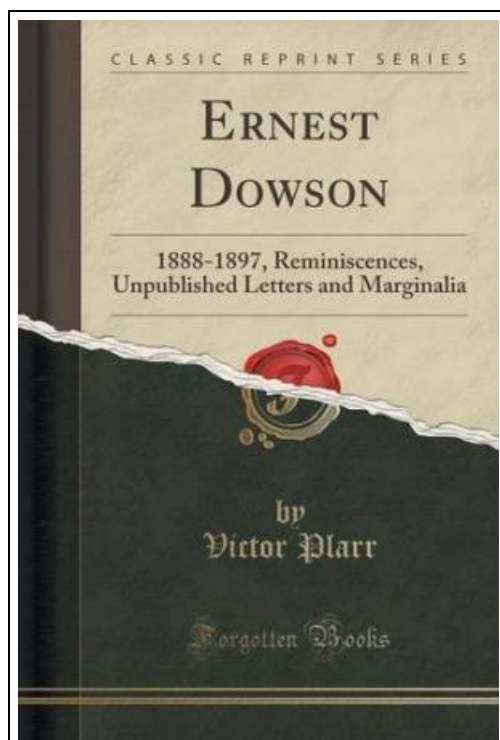 CLASSIC REPRINT SERIES
ERNEST
DOWSON
1888-1897, Reminiscences,
Unpublished Letters and Marginalia
by
Victor Plarr
Forgotten Books